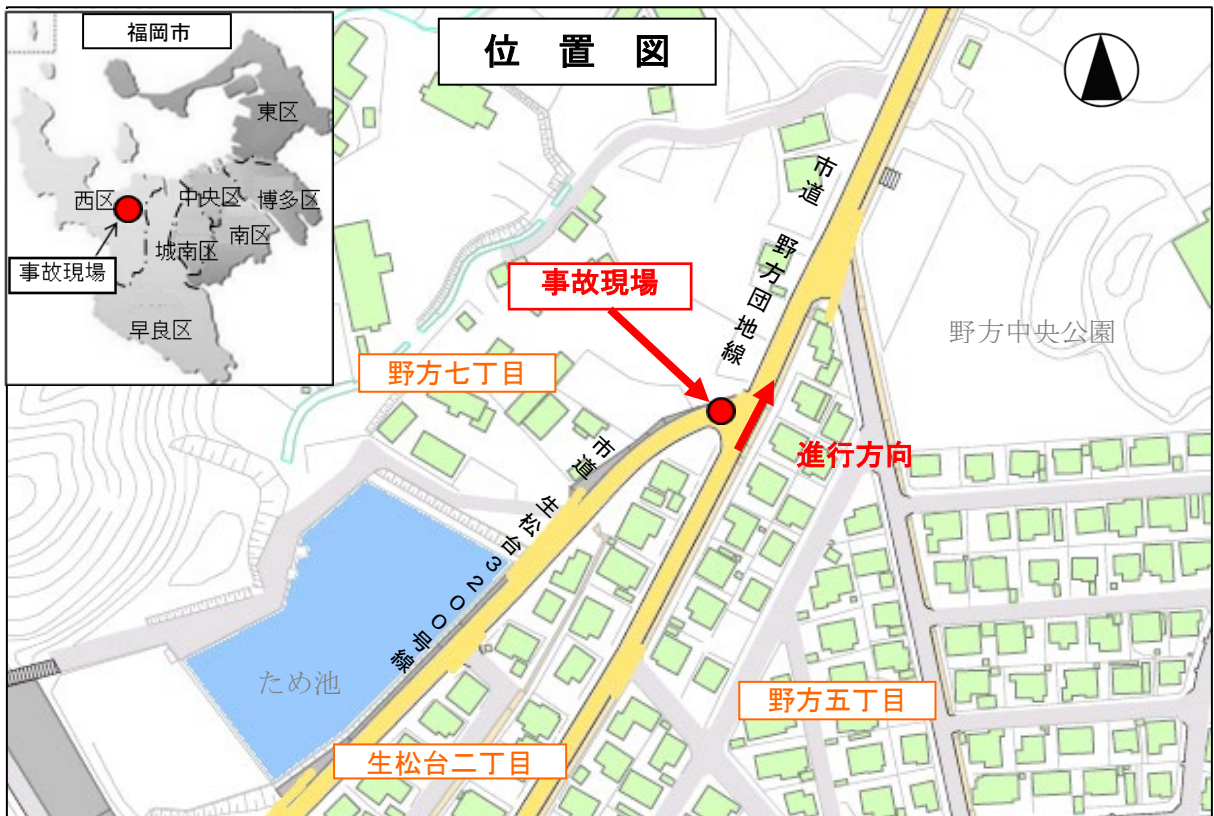 福岡市
位 置 図
東区
西区
中央区
博多区
南区
城南区
事故現場
早良区
市道 野方団地線
事故現場
野方中央公園
野方七丁目
進行方向
市道 生松台3200号線
ため池
野方五丁目
生松台二丁目